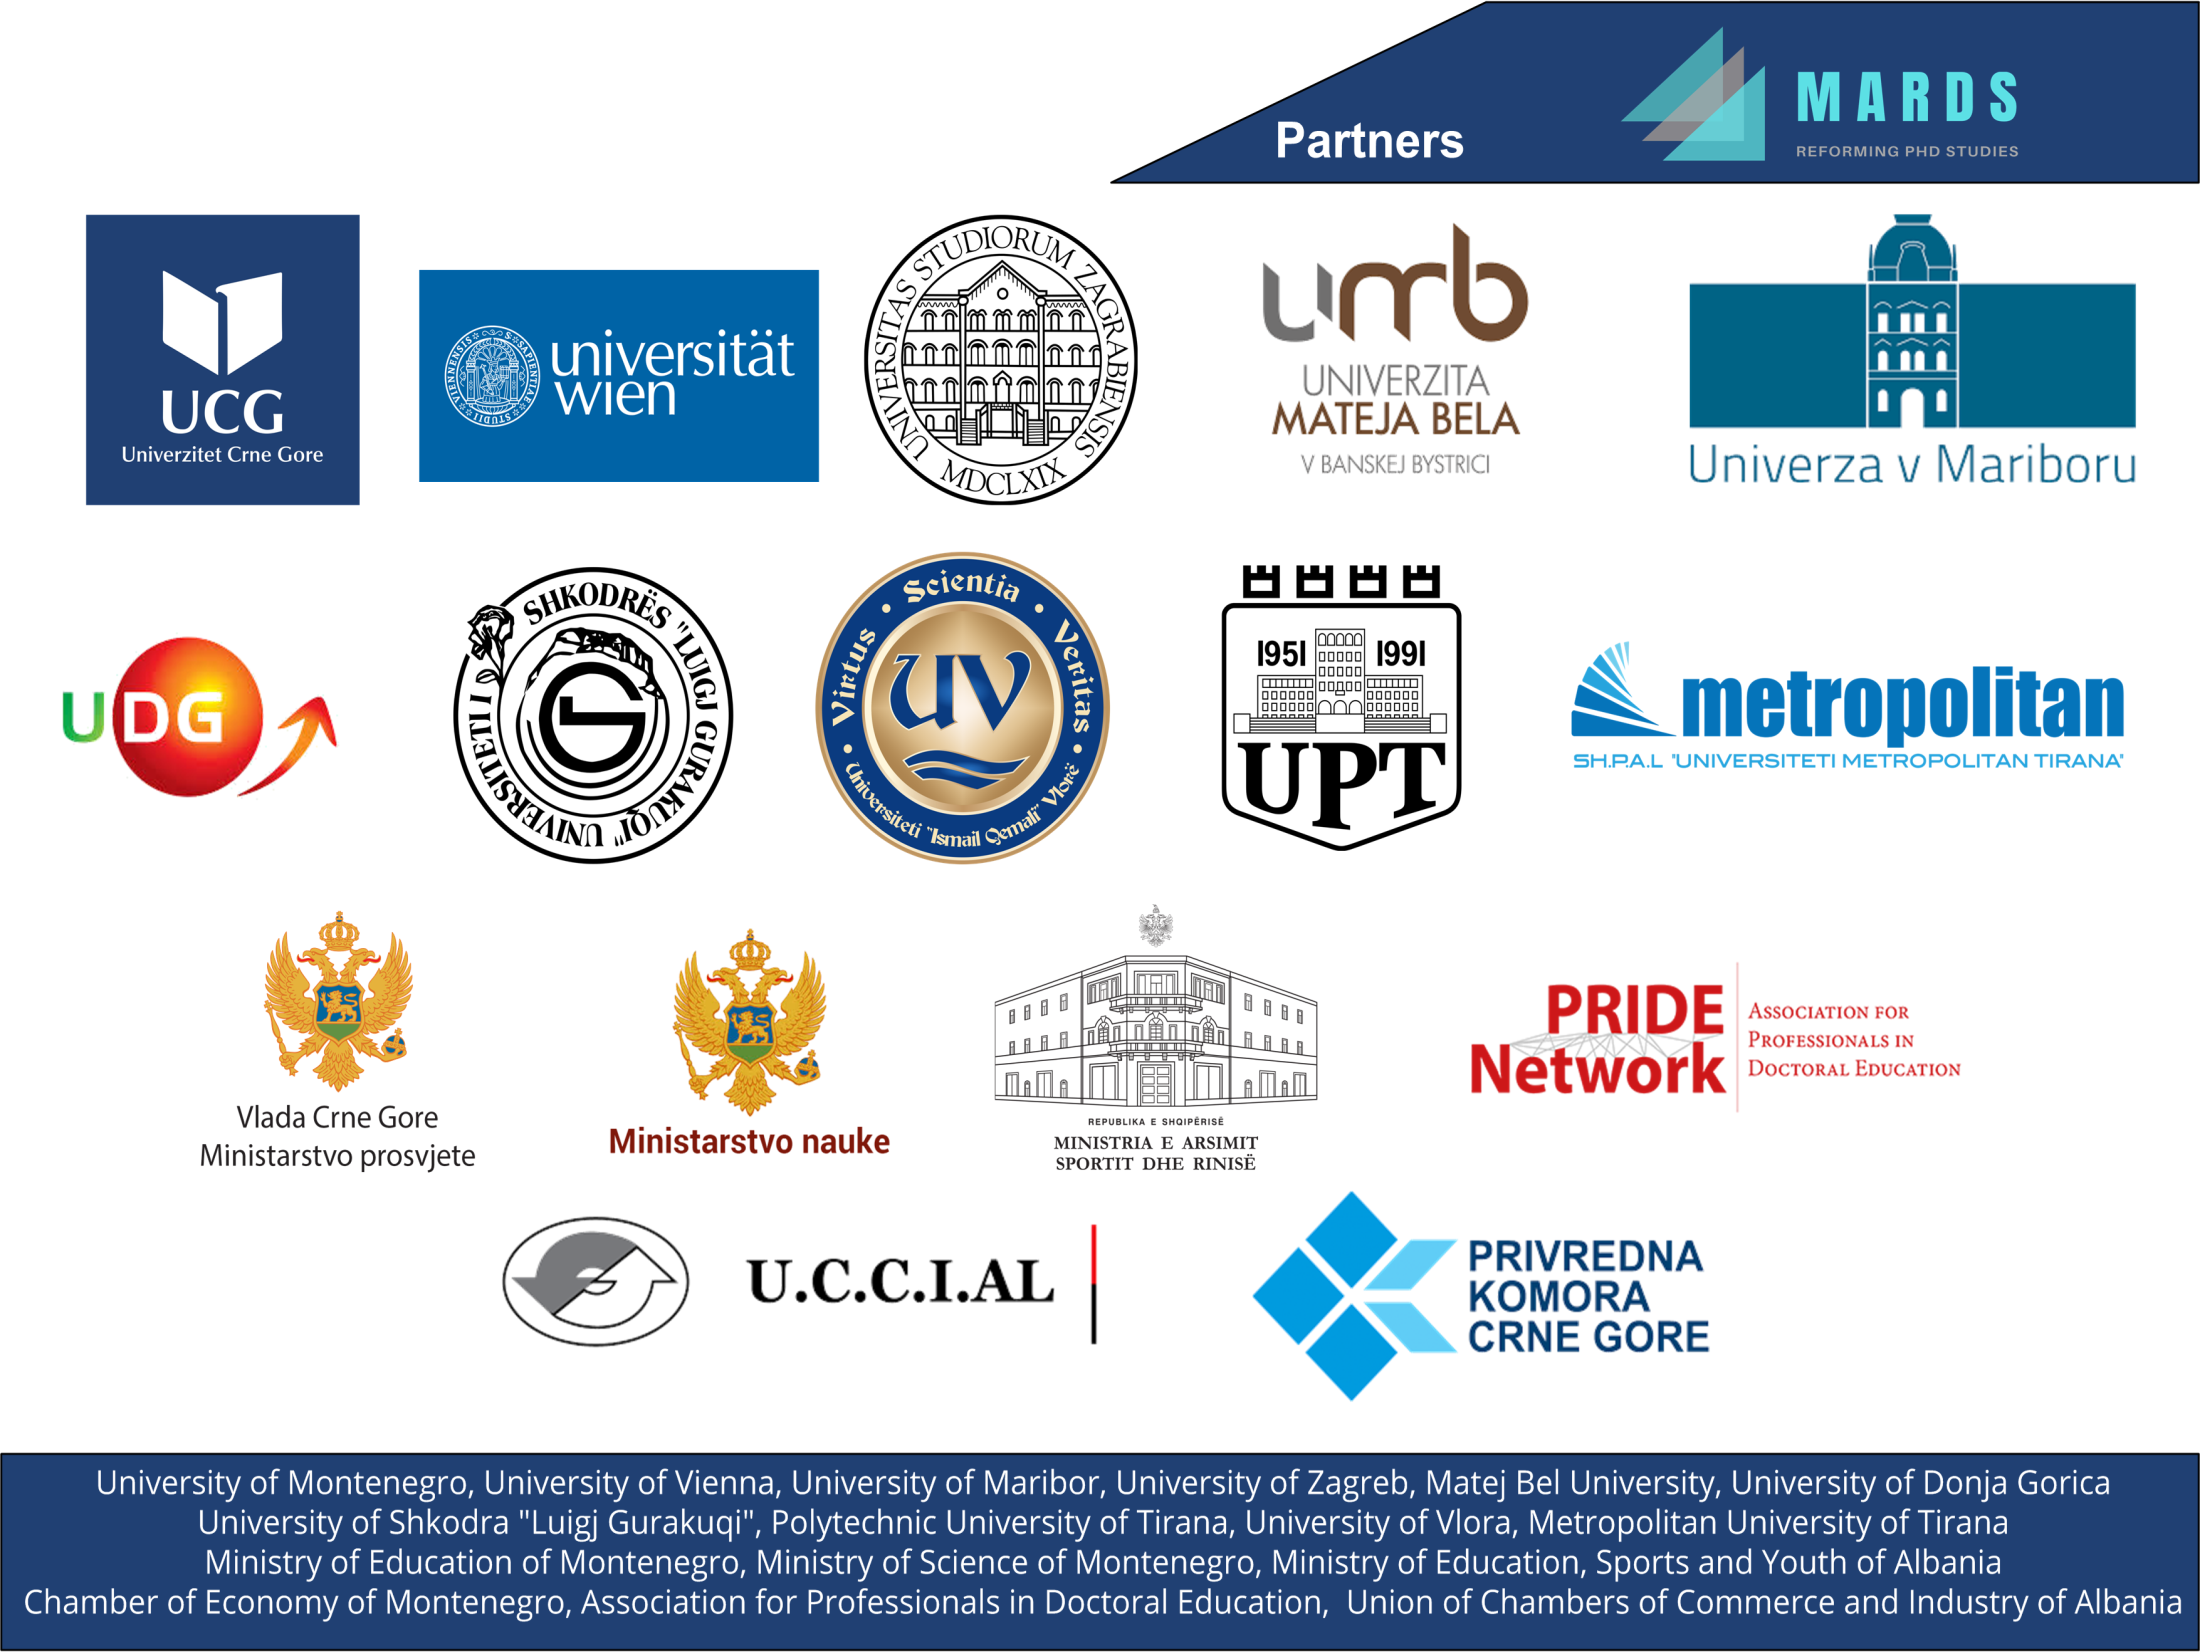 Partners
MARDS
REFORMING PHD STUDIES
UCG
Univerzitet Crne Gore
universität
wien
STUDII VIENNENSIS SAPIENTIAE
UNIVERSITAS STUDIORUM ZAGRABIENSIS
MDCLXIX
umb
UNIVERZITA
MATEJA BELA
V BANSKEJ BYSTRICI
Univerza v Mariboru
UDG
UNIVERSITETI I SHKODRËS "LUIGJ GURAKUQI"
Virtus • Scientia • Veritas
UV
Universiteti "Ismail Qemali" Vlorë
1951 1991
UPT
metropolitan
SH.P.A.L "UNIVERSITETI METROPOLITAN TIRANA"
Vlada Crne Gore
Ministarstvo prosvjete
Ministarstvo nauke
REPUBLIKA E SHQIPËRISË
MINISTRIA E ARSIMIT
SPORTIT DHE RINISË
PRIDE
Network
ASSOCIATION FOR
PROFESSIONALS IN
DOCTORAL EDUCATION
U.C.C.I.AL
PRIVREDNA
KOMORA
CRNE GORE
University of Montenegro, University of Vienna, University of Maribor, University of Zagreb, Matej Bel University, University of Donja Gorica
University of Shkodra "Luigj Gurakuqi", Polytechnic University of Tirana, University of Vlora, Metropolitan University of Tirana
Ministry of Education of Montenegro, Ministry of Science of Montenegro, Ministry of Education, Sports and Youth of Albania
Chamber of Economy of Montenegro, Association for Professionals in Doctoral Education, Union of Chambers of Commerce and Industry of Albania